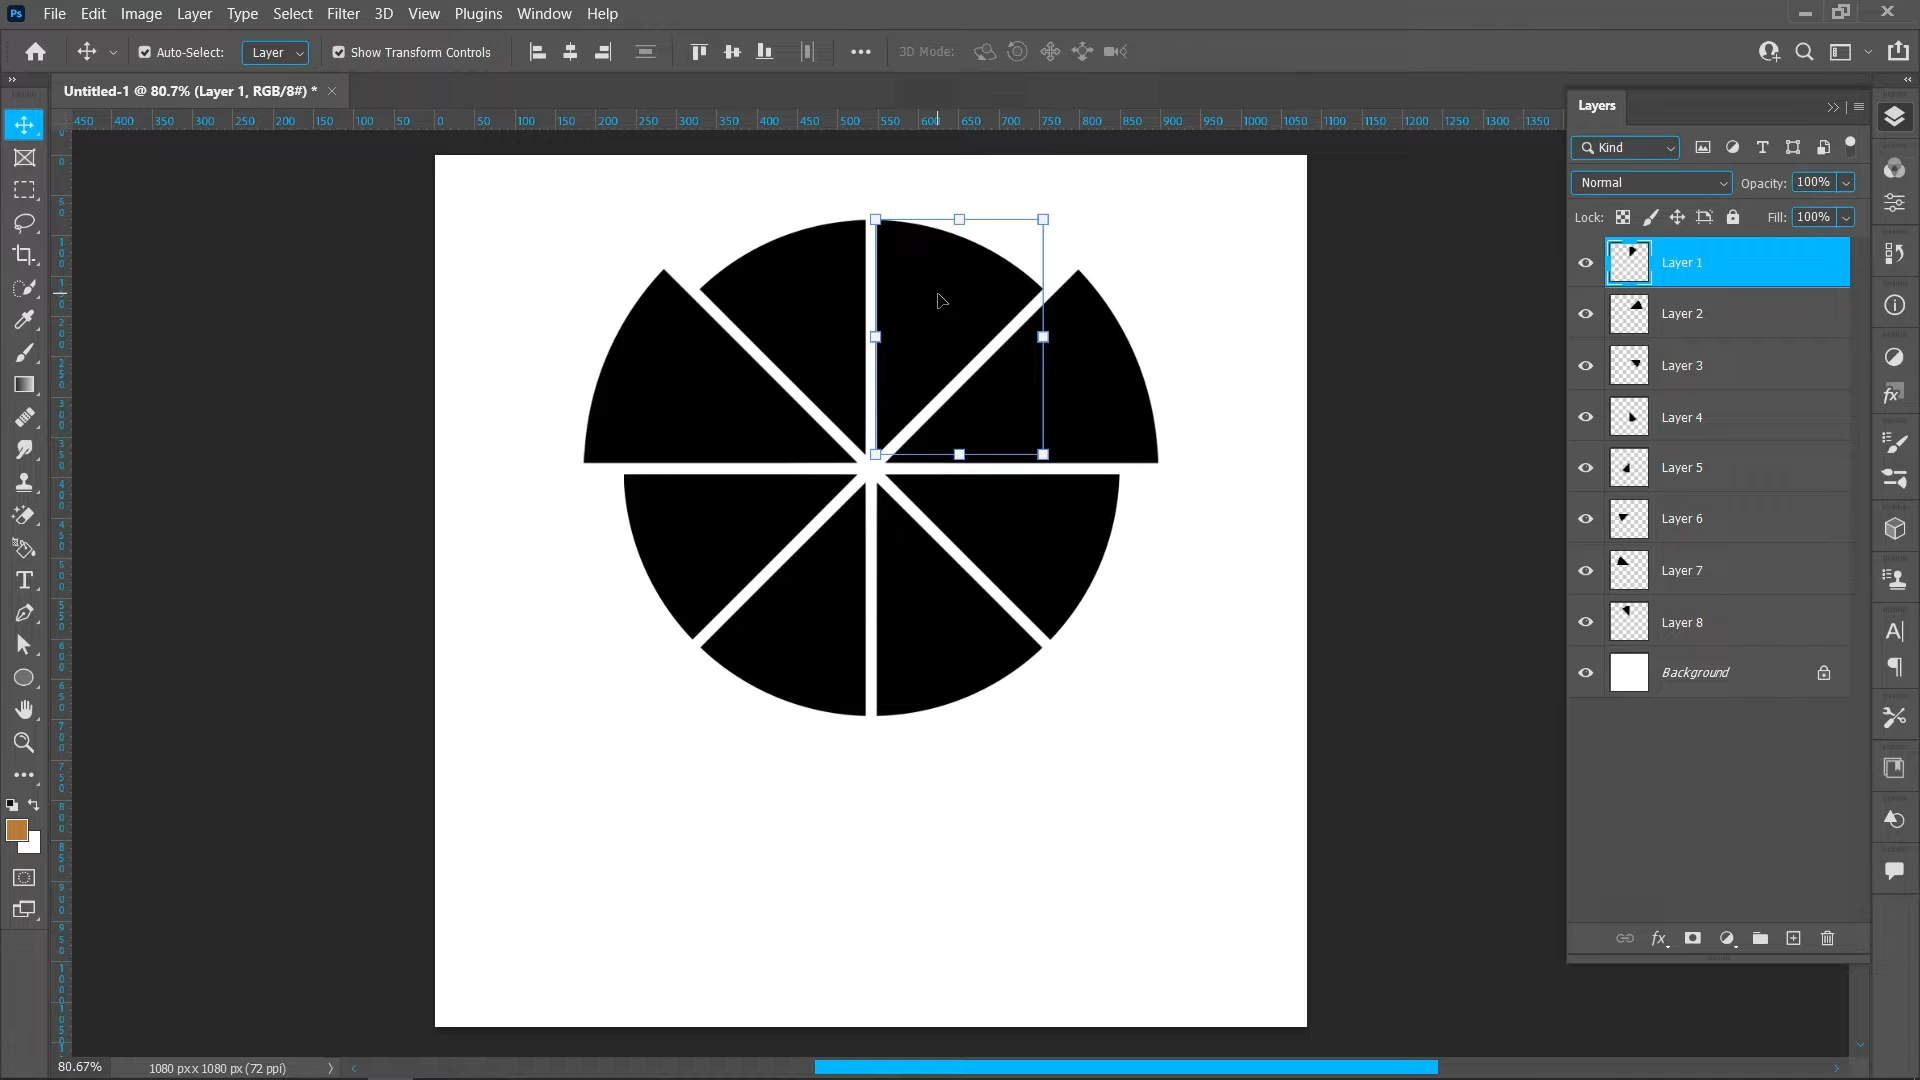 Ps File Edit Image Layer Type Select Filter 3D View Plugins Window Help
Auto-Select: Layer Show Transform Controls 3D Mode:
Untitled-1 @ 80.7% (Layer 1, RGB/8#) *
450 400 350 300 250 200 150 100 50 0 50 100 150 200 250 300 350 400 450 500 550 600 650 700 750 800 850 900 950 1000 1050 1100 1150 1200 1250 1300 1350
Layers
Kind
Normal Opacity: 100%
Lock: Fill: 100%
Layer 1
Layer 2
Layer 3
Layer 4
Layer 5
Layer 6
Layer 7
Layer 8
Background
80.67% 1080 px x 1080 px (72 ppi)